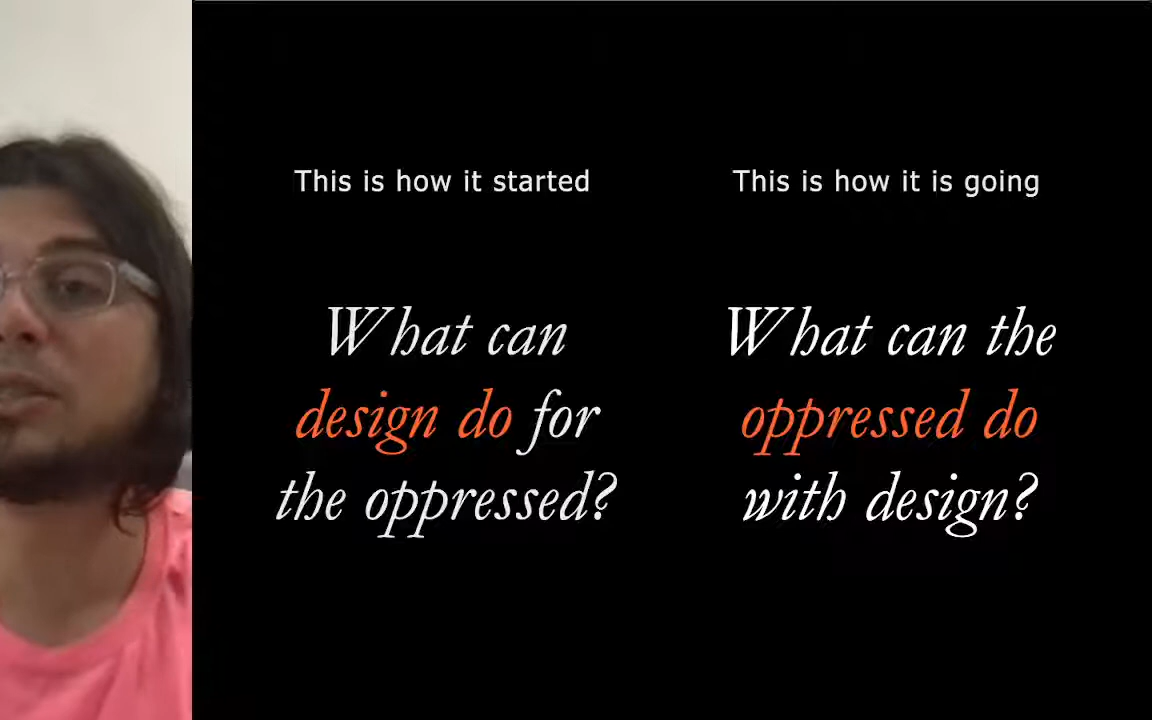 This is how it started
What can
design do for
the oppressed?
This is how it is going
What can the
oppressed do
with design?